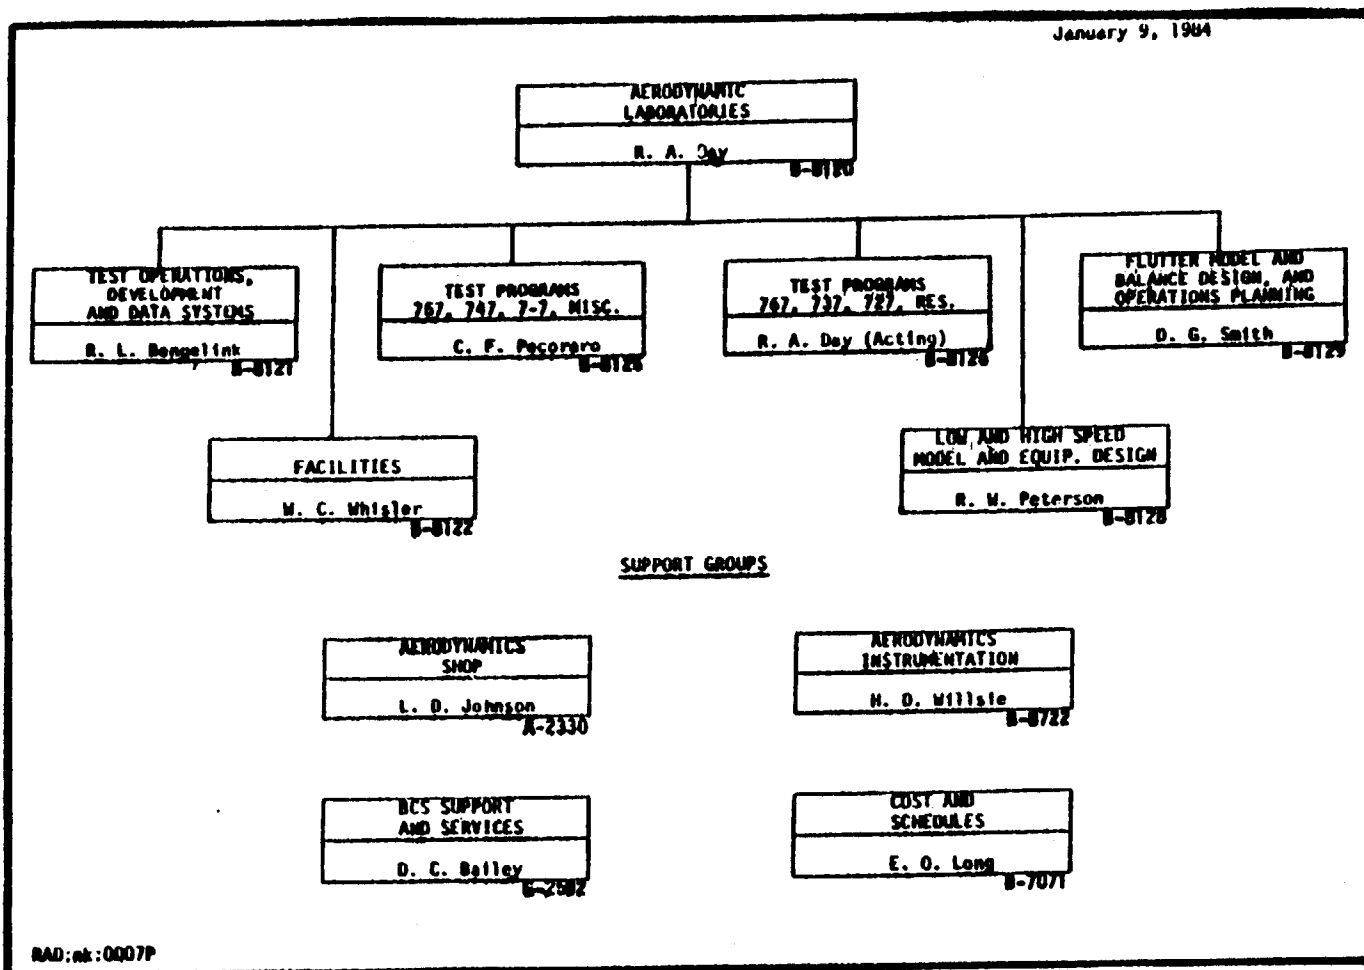 January 9, 1984
AERODYNAMIC
LABORATORIES
R. A. Day
B-8120
TEST OPERATIONS,
DEVELOPMENT
AND DATA SYSTEMS
R. L. Bengelink
B-8121
TEST PROGRAMS
767, 747, 7-7, MISC.
C. F. Pecoraro
TEST PROGRAMS
767, 737, 727, RES.
R. A. Day (Acting)
B-8126
FLUTTER MODEL AND
BALANCE DESIGN, AND
OPERATIONS PLANNING
D. G. Smith
B-8129
FACILITIES
W. C. Whisler
B-8122
LOW AND HIGH SPEED
MODEL AND EQUIP. DESIGN
R. W. Peterson
B-8128
SUPPORT GROUPS
AERODYNAMICS
SHOP
L. D. Johnson
A-2330
AERODYNAMICS
INSTRUMENTATION
H. D. Willsie
B-8722
BCS SUPPORT
AND SERVICES
D. C. Bailey
COST AND
SCHEDULES
E. O. Long
B-7071
RAD:mk:0007P